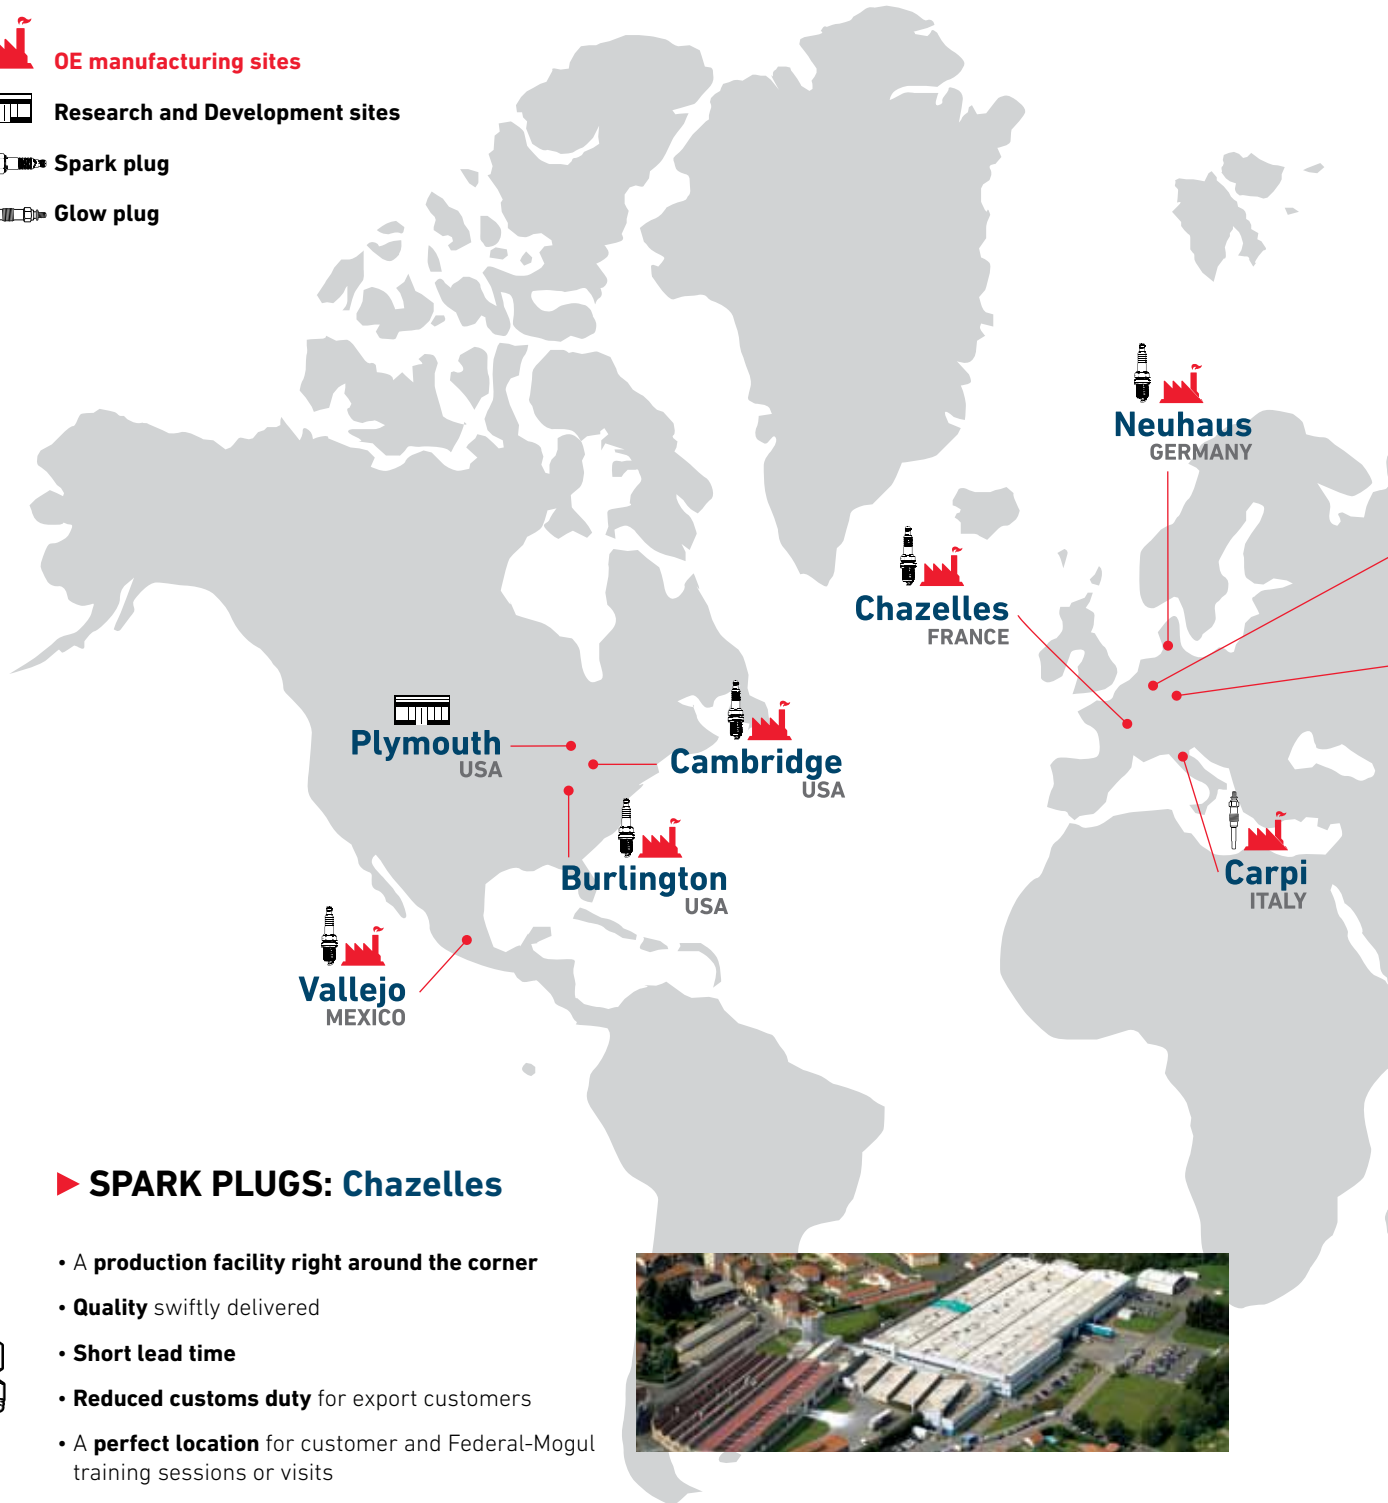 OE manufacturing sites
Research and Development sites
Spark plug
Glow plug
Neuhaus
GERMANY
Chazelles
FRANCE
Plymouth
USA
Cambridge
USA
Burlington
USA
Carpi
ITALY
Vallejo
MEXICO
SPARK PLUGS: Chazelles
• A production facility right around the corner
• Quality swiftly delivered
• Short lead time
• Reduced customs duty for export customers
• A perfect location for customer and Federal-Mogul
training sessions or visits